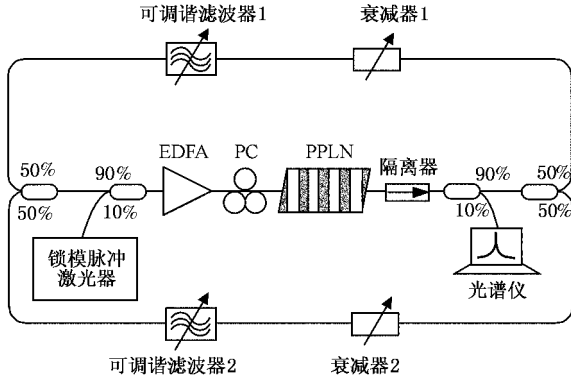 可调谐滤波器1
衰减器1
EDFA
PC
PPLN
隔离器
50%
50%
90%
10%
90%
10%
50%
50%
锁模脉冲
激光器
光谱仪
可调谐滤波器2
衰减器2